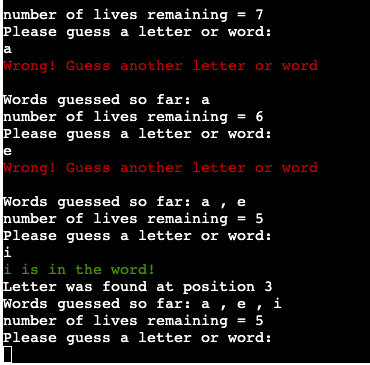 number of lives remaining = 7
Please guess a letter or word:
a
Wrong! Guess another letter or word
Words guessed so far: a
number of lives remaining = 6
Please guess a letter or word:
e
Wrong! Guess another letter or word
Words guessed so far: a , e
number of lives remaining = 5
Please guess a letter or word:
i
i is in the word!
Letter was found at position 3
Words guessed so far: a , e , i
number of lives remaining = 5
Please guess a letter or word: